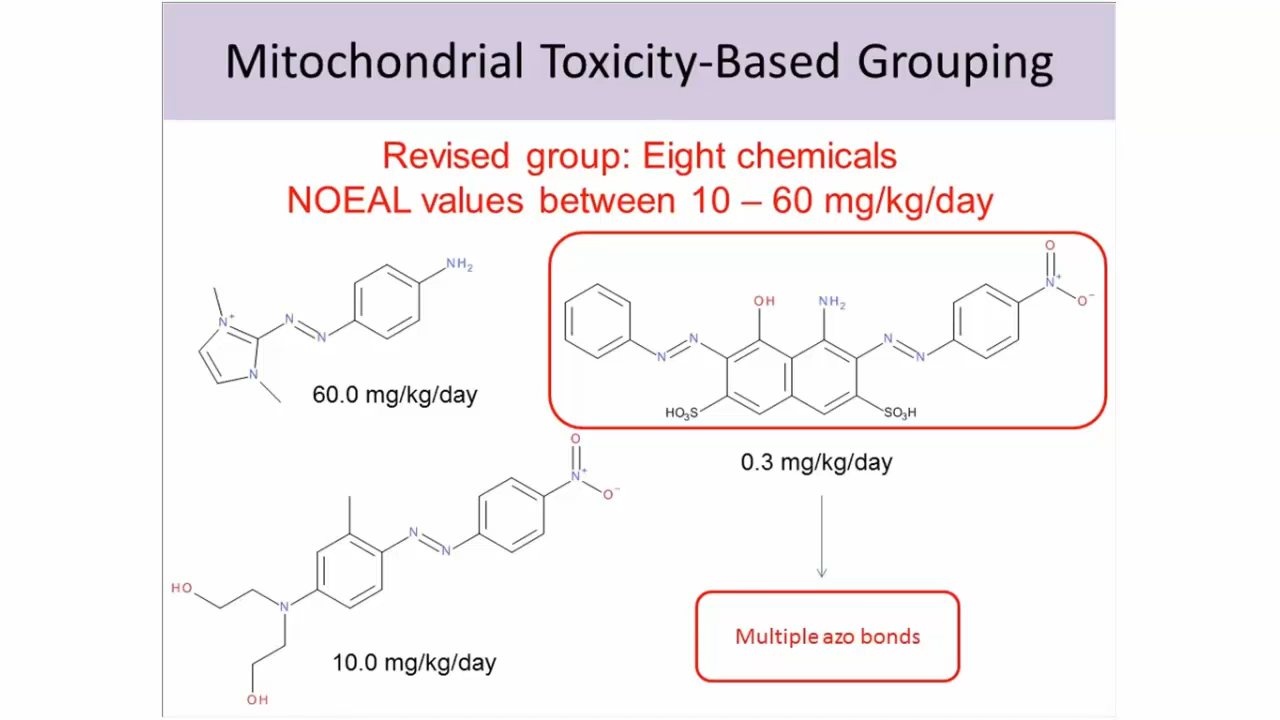 Mitochondrial Toxicity-Based Grouping
Revised group: Eight chemicals
NOEAL values between 10 – 60 mg/kg/day
NH₂
N⁺
N
N
N
60.0 mg/kg/day
O
N⁺
O⁻
OH
NH₂
N
N
N
N
HO₃S
SO₃H
0.3 mg/kg/day
O
N⁺
O⁻
N
N
HO
N
OH
10.0 mg/kg/day
Multiple azo bonds